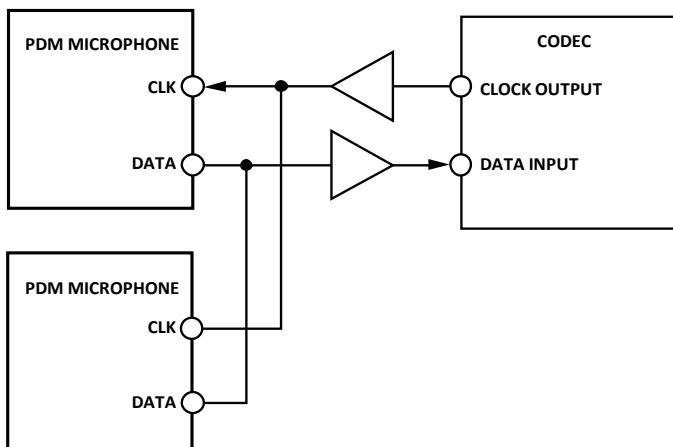 PDM MICROPHONE
CLK
DATA
CODEC
CLOCK OUTPUT
DATA INPUT
PDM MICROPHONE
CLK
DATA